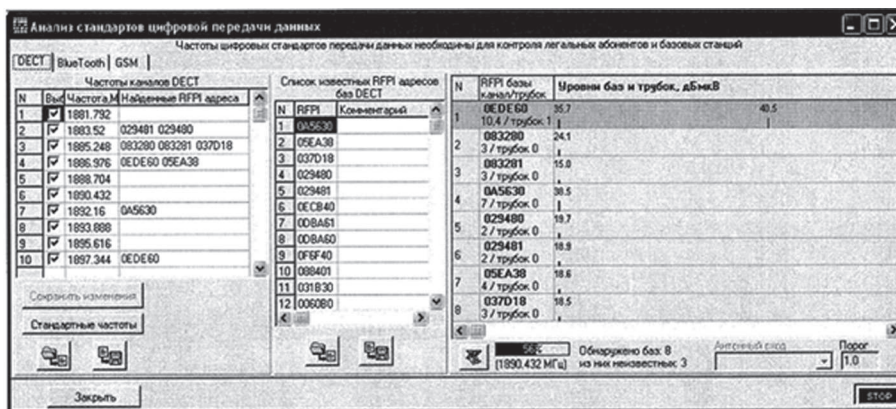 Анализ стандартов цифровой передачи данных
Частоты цифровых стандартов передачи данных необходимы для контроля легальных абонентов и базовых станций
DECT BlueTooth GSM
Частоты каналов DECT
N Выб Частота,М Найденные RFPI адреса
1 1881.792
2 1883.52 029481 029480
3 1885.248 083280 083281 037D18
4 1886.976 0EDE60 05EA38
5 1888.704
6 1890.432
7 1892.16 0A5630
8 1893.888
9 1895.616
10 1897.344 0EDE60
Сохранить изменения
Стандартные частоты
Список известных RFPI адресов
баз DECT
N RFPI Комментарий
1 0A5630
2 05EA38
3 037D18
4 029480
5 029481
6 0ECB40
7 0DBA61
8 0DBA60
9 0F6F40
10 088401
11 031B30
12 0060B0
N RFPI базы канал/трубок Уровни баз и трубок, дБмкВ
1 0EDE60 35.7 40.5
10,4 / трубок 1
2 083280 24.1
3 / трубок 0
3 083281 15.0
3 / трубок 0
4 0A5630 38.5
7 / трубок 0
5 029480 19.7
2 / трубок 0
6 029481 18.9
2 / трубок 0
7 05EA38 18.6
4 / трубок 0
8 037D18 18.5
3 / трубок 0
56%
(1890.432 МГц)
Обнаружено баз: 8
из них неизвестных: 3
Антенный вход
Порог
1.0
Закрыть
STOP